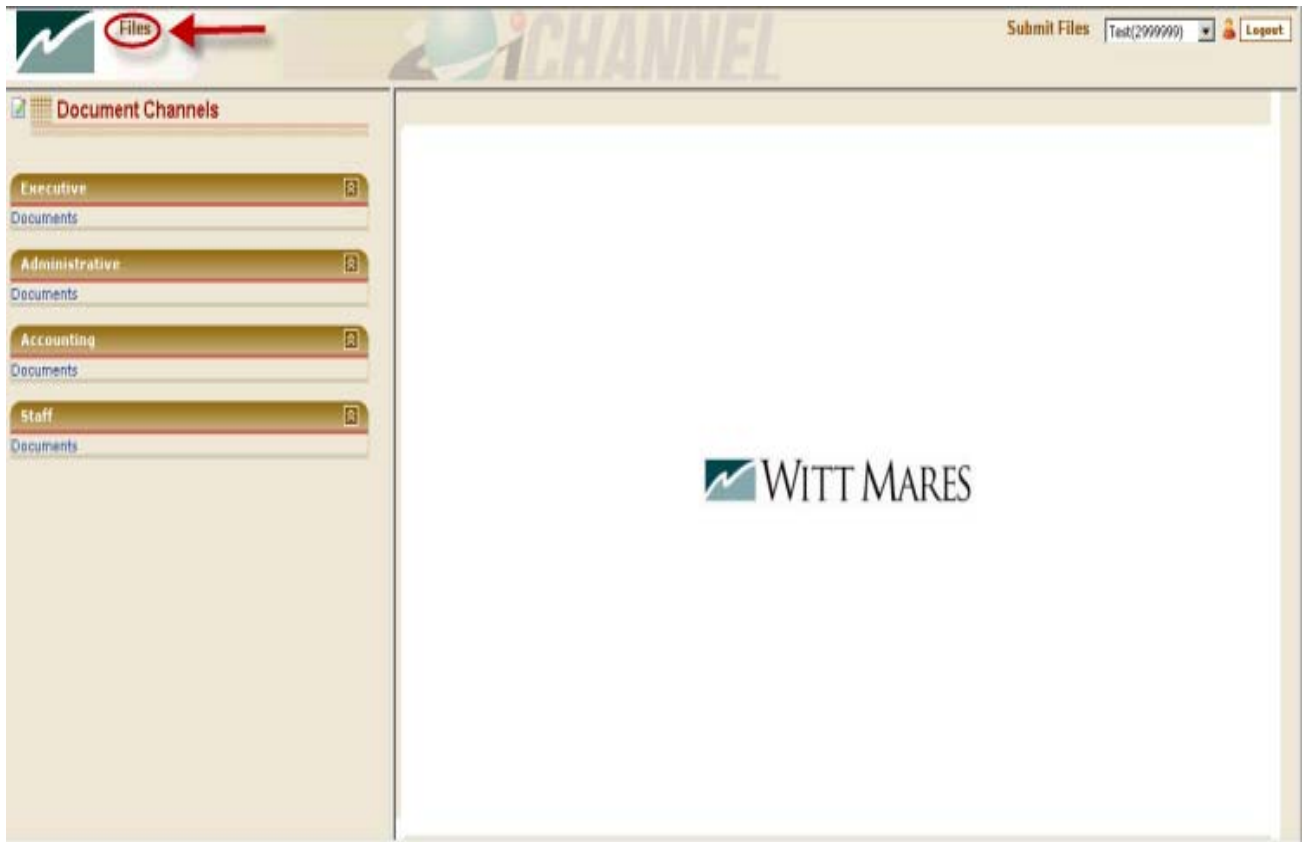 Files
iCHANNEL
Submit Files
Test(2999999)
Logout
Document Channels
Executive
Documents
Administrative
Documents
Accounting
Documents
Staff
Documents
WITT MARES